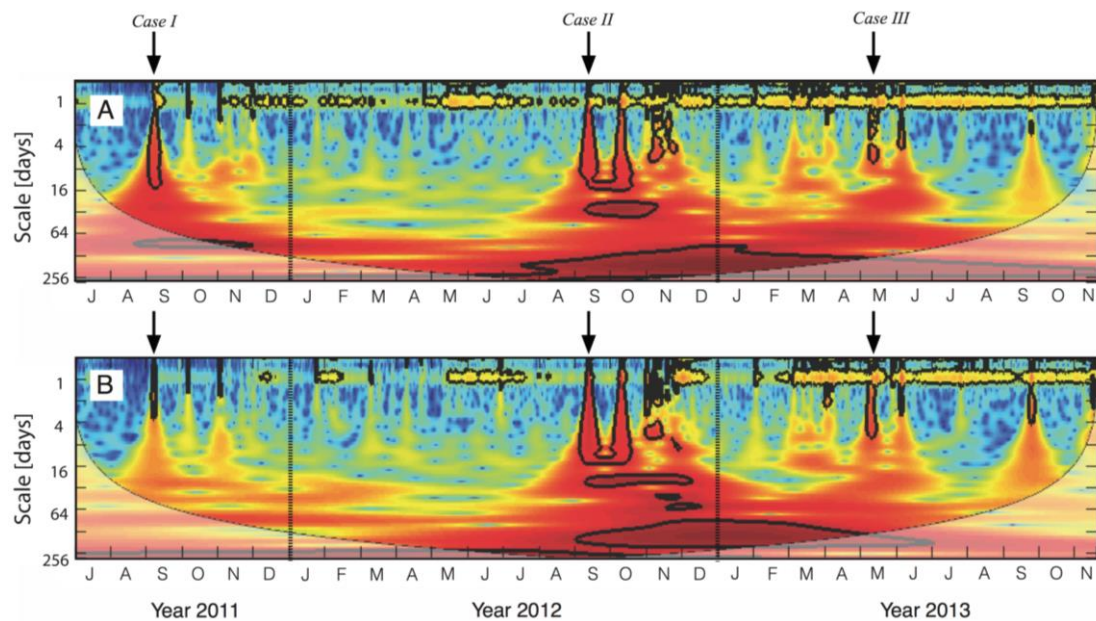 Case I Case II Case III
A
Scale [days]
1
4
16
64
256
J A S O N D J F M A M J J A S O N D J F M A M J J A S O N
B
Scale [days]
1
4
16
64
256
J A S O N D J F M A M J J A S O N D J F M A M J J A S O N
Year 2011 Year 2012 Year 2013